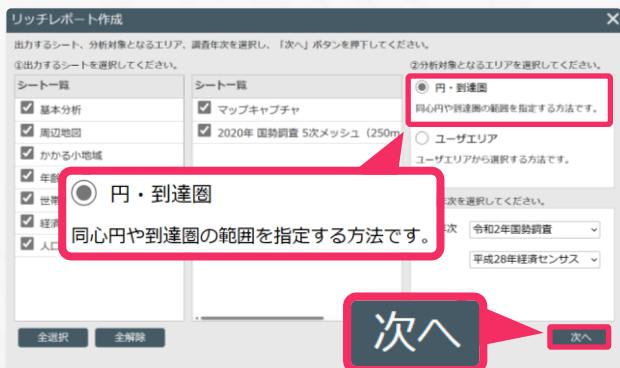 リッチレポート作成
出力するシート、分析対象となるエリア、調査年次を選択し、「次へ」ボタンを押下してください。
①出力するシートを選択してください。
シート一覧
基本分析
周辺地図
かかる小地域
年齢
世帯
経済
人口
シート一覧
マップキャプチャ
2020年 国勢調査 5次メッシュ（250m
②分析対象となるエリアを選択してください。
円・到達圏
同心円や到達圏の範囲を指定する方法です。
ユーザエリア
ユーザエリアから選択する方法です。
円・到達圏
同心円や到達圏の範囲を指定する方法です。
次を選択してください。
次
令和2年国勢調査
平成28年経済センサス
全選択
全解除
次へ
次へ